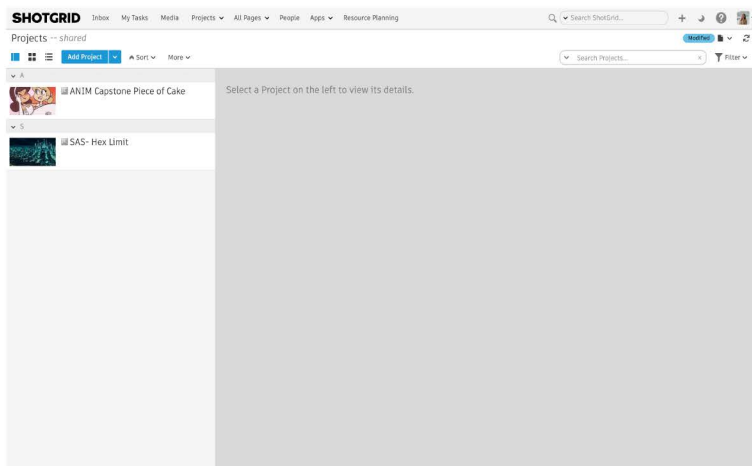 SHOTGRID Inbox My Tasks Media Projects All Pages People Apps Resource Planning Search ShotGrid...
Projects -- shared Modified
Add Project Sort More Search Projects... Filter
A
ANIM Capstone Piece of Cake Select a Project on the left to view its details.
S
SAS- Hex Limit